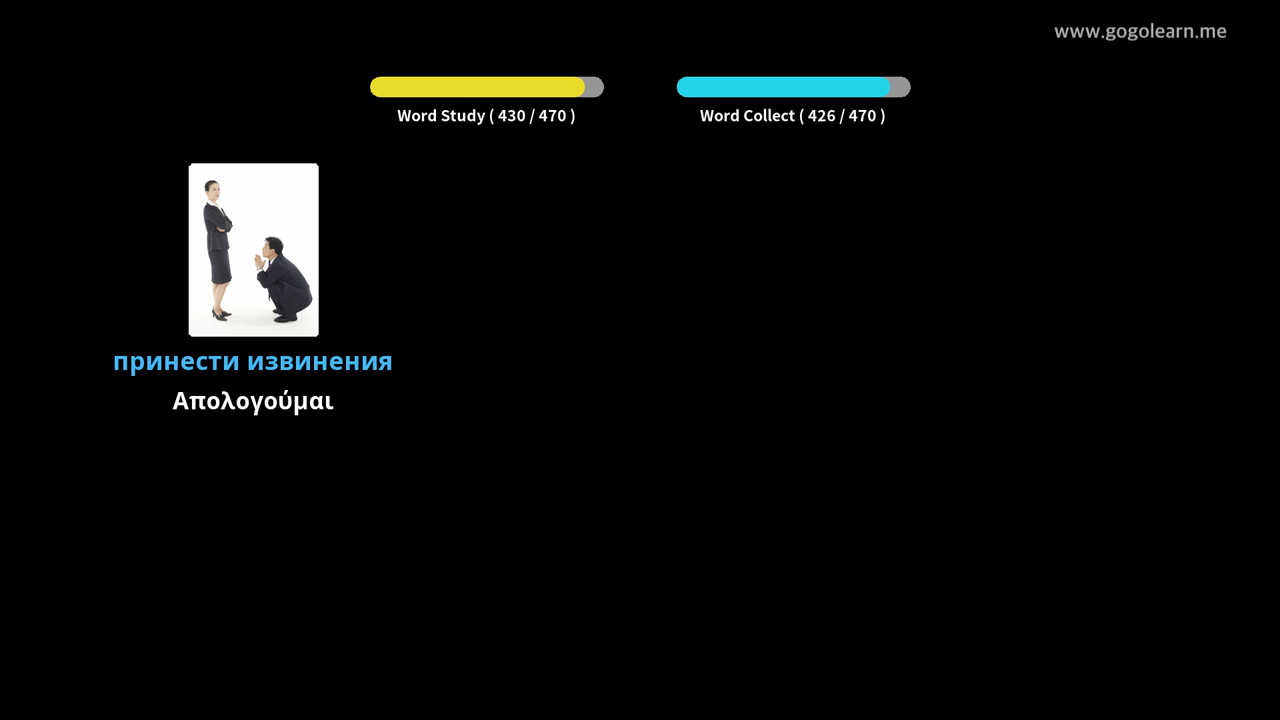 www.gogolearn.me
Word Study ( 430 / 470 )
Word Collect ( 426 / 470 )
принести извинения
Απολογούμαι